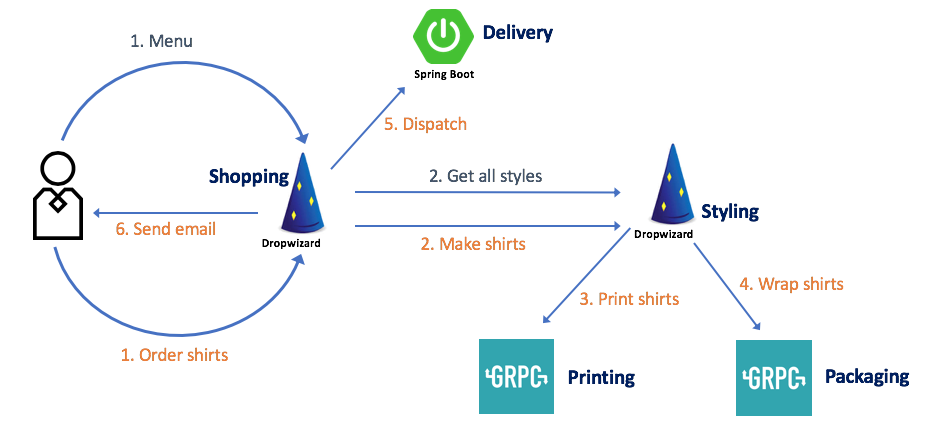 1. Menu
Delivery
Spring Boot
5. Dispatch
Shopping
2. Get all styles
Styling
6. Send email
Dropwizard
2. Make shirts
Dropwizard
3. Print shirts
4. Wrap shirts
1. Order shirts
GRPC
Printing
GRPC
Packaging